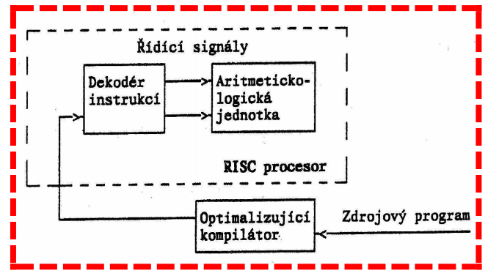 Řídící signály
Dekodér
instrukcí
Aritmeticko-
logická
jednotka
RISC procesor
Optimalizující
kompilátor
Zdrojový program